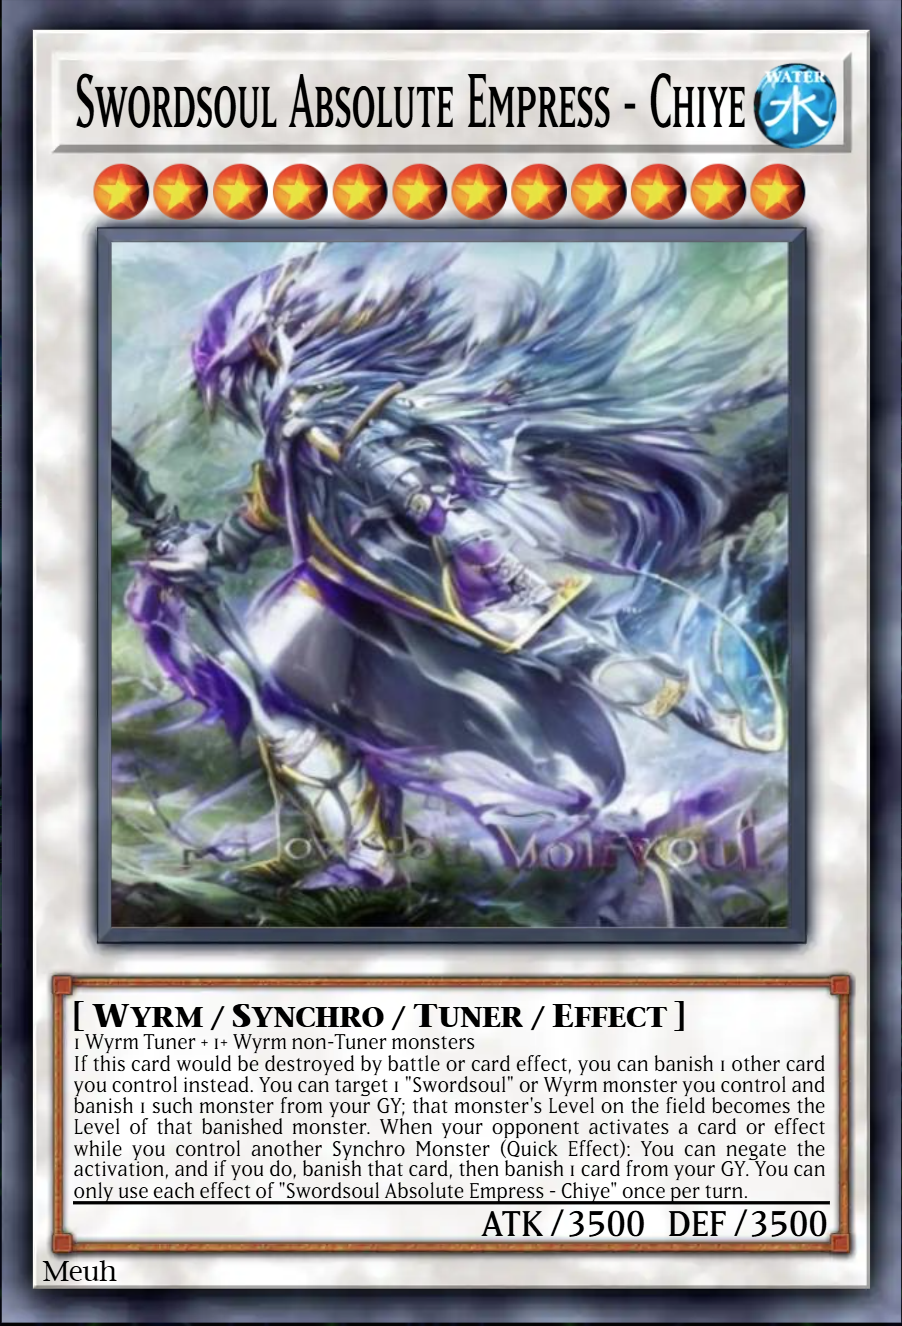 Swordsoul Absolute Empress - Chiye
WATER
水
[ Wyrm / Synchro / Tuner / Effect ]
1 Wyrm Tuner + 1+ Wyrm non-Tuner monsters
If this card would be destroyed by battle or card effect, you can banish 1 other card
you control instead. You can target 1 "Swordsoul" or Wyrm monster you control and
banish 1 such monster from your GY; that monster's Level on the field becomes the
Level of that banished monster. When your opponent activates a card or effect
while you control another Synchro Monster (Quick Effect): You can negate the
activation, and if you do, banish that card, then banish 1 card from your GY. You can
only use each effect of "Swordsoul Absolute Empress - Chiye" once per turn.
ATK / 3500 DEF / 3500
Meuh